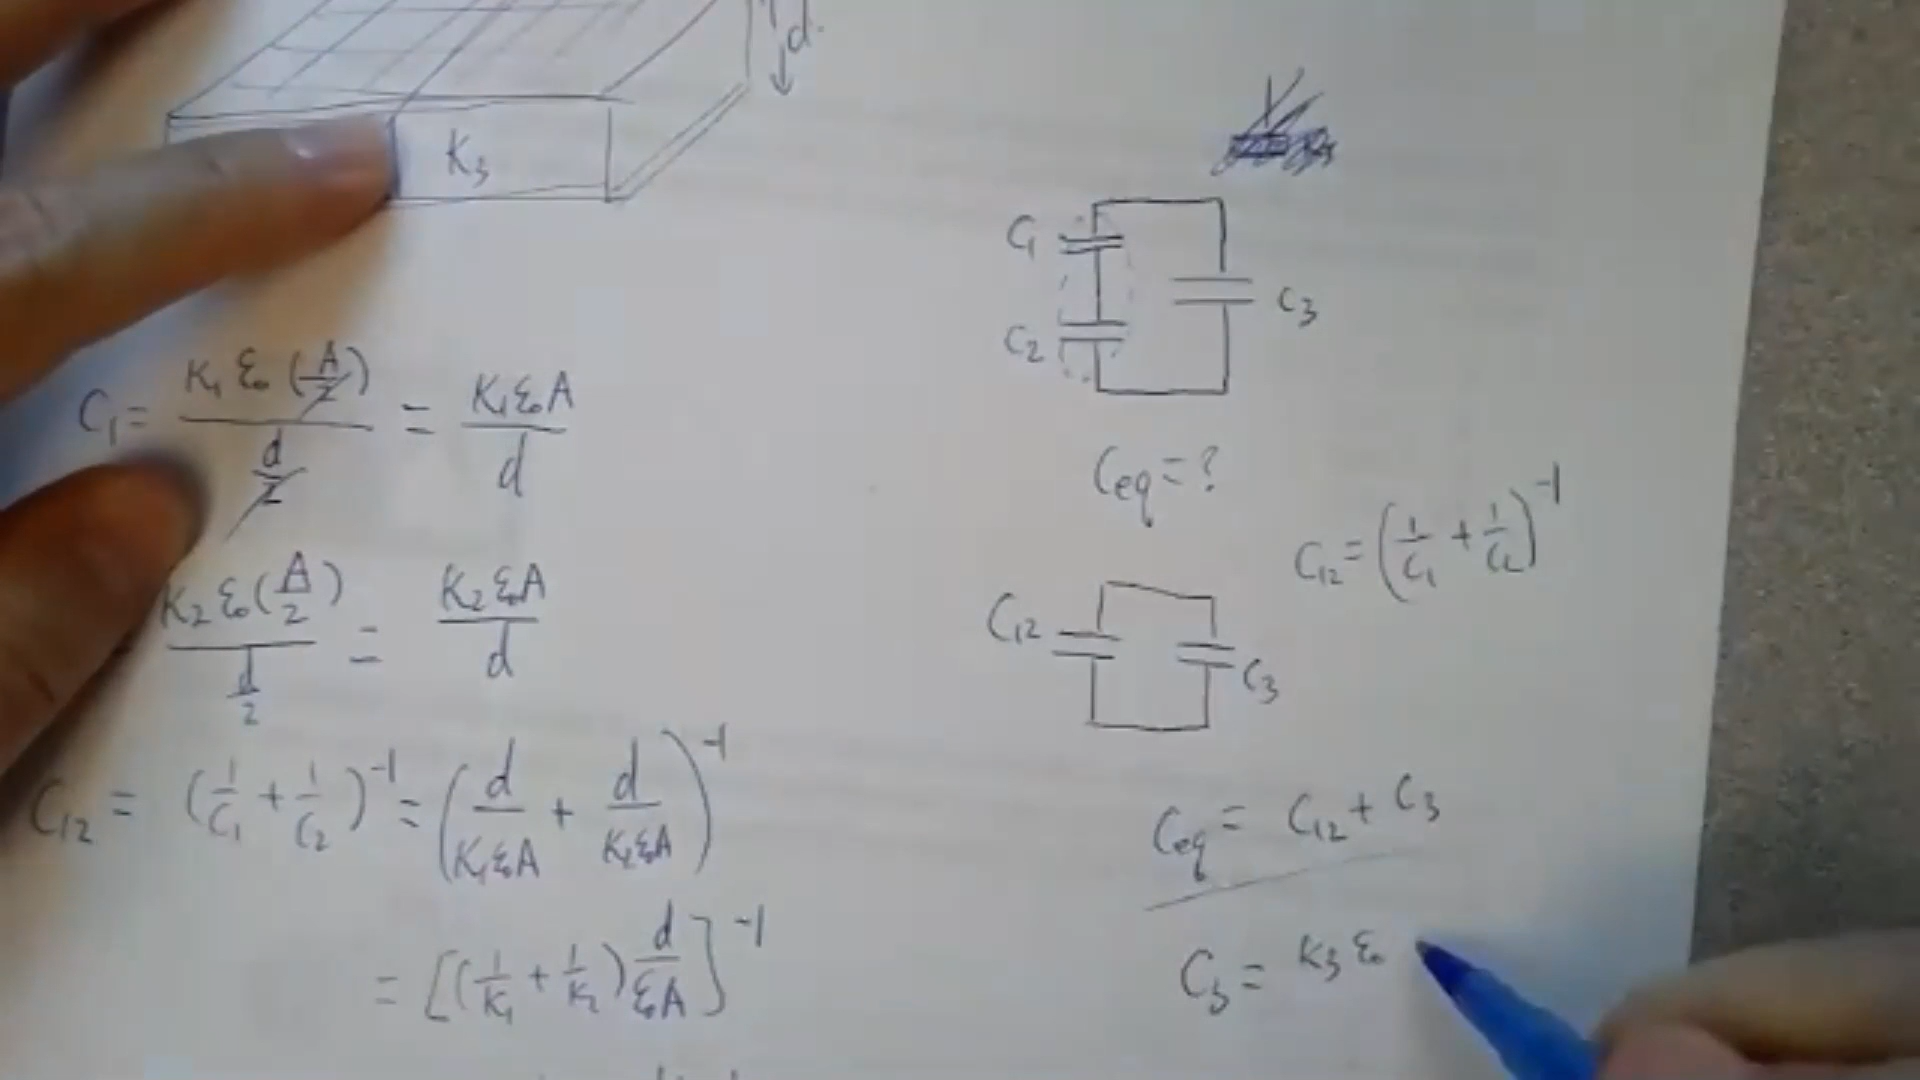 d.
K3
C1
C3
C2
C1 = K1 ε0 (A/2) / (d/2) = K1 ε0 A / d
Ceq = ?
C12 = (1/C1 + 1/C2)^-1
K2 ε0 (A/2) / (d/2) = K2 ε0 A / d
C12
C3
C12 = (1/C1 + 1/C2)^-1 = (d/(K1 ε0 A) + d/(K2 ε0 A))^-1
Ceq = C12 + C3
= [(1/K1 + 1/K2) d/(ε0 A)]^-1
C3 = K3 ε0